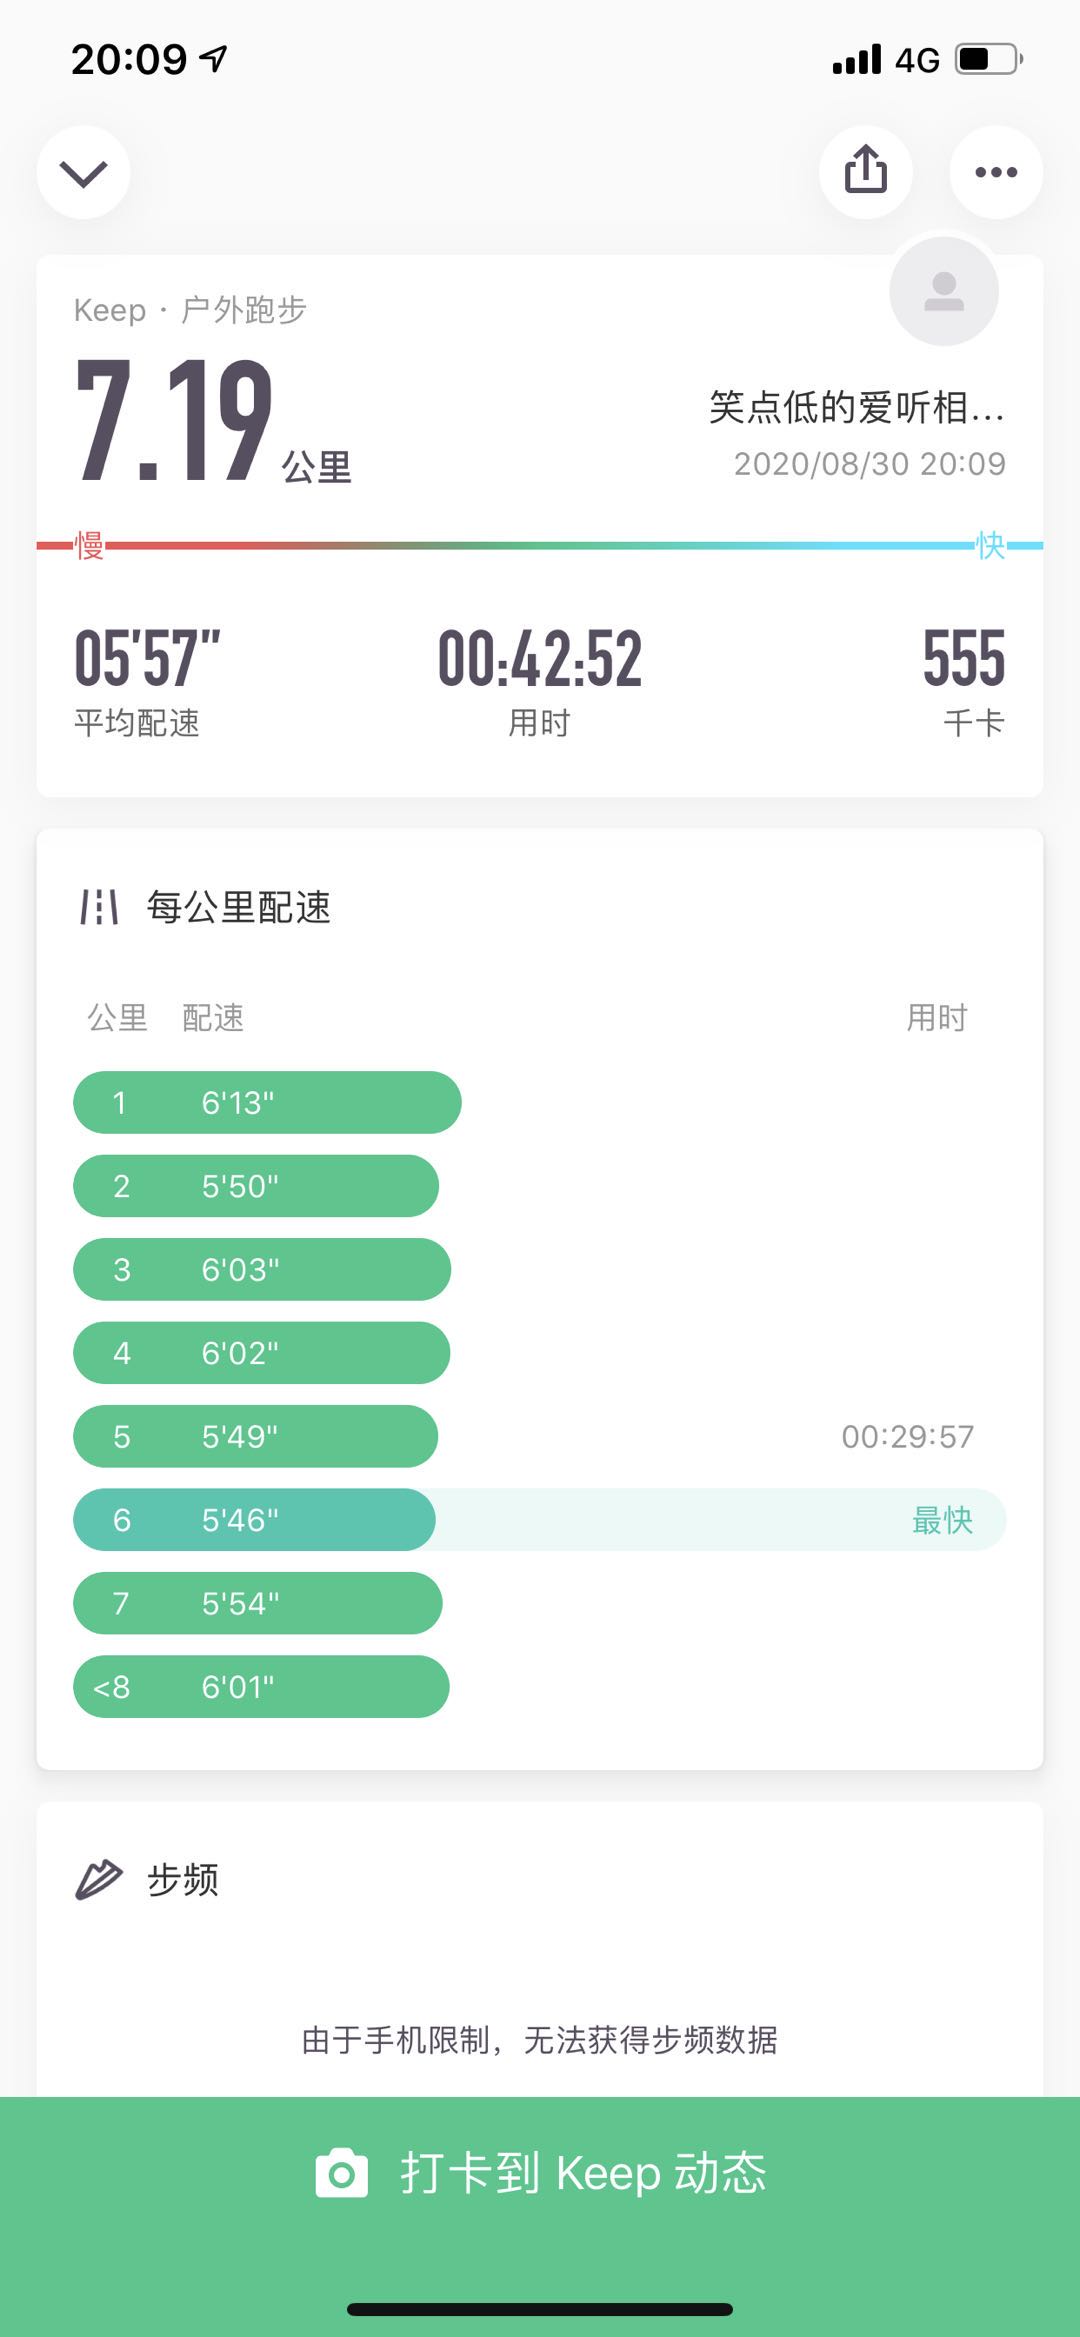 20:09
4G
Keep · 户外跑步
7.19 公里
笑点低的爱听相...
2020/08/30 20:09
慢 快
05'57" 00:42:52 555
平均配速 用时 千卡
每公里配速
公里 配速 用时
1 6'13"
2 5'50"
3 6'03"
4 6'02"
5 5'49" 00:29:57
6 5'46" 最快
7 5'54"
<8 6'01"
步频
由于手机限制，无法获得步频数据
打卡到 Keep 动态